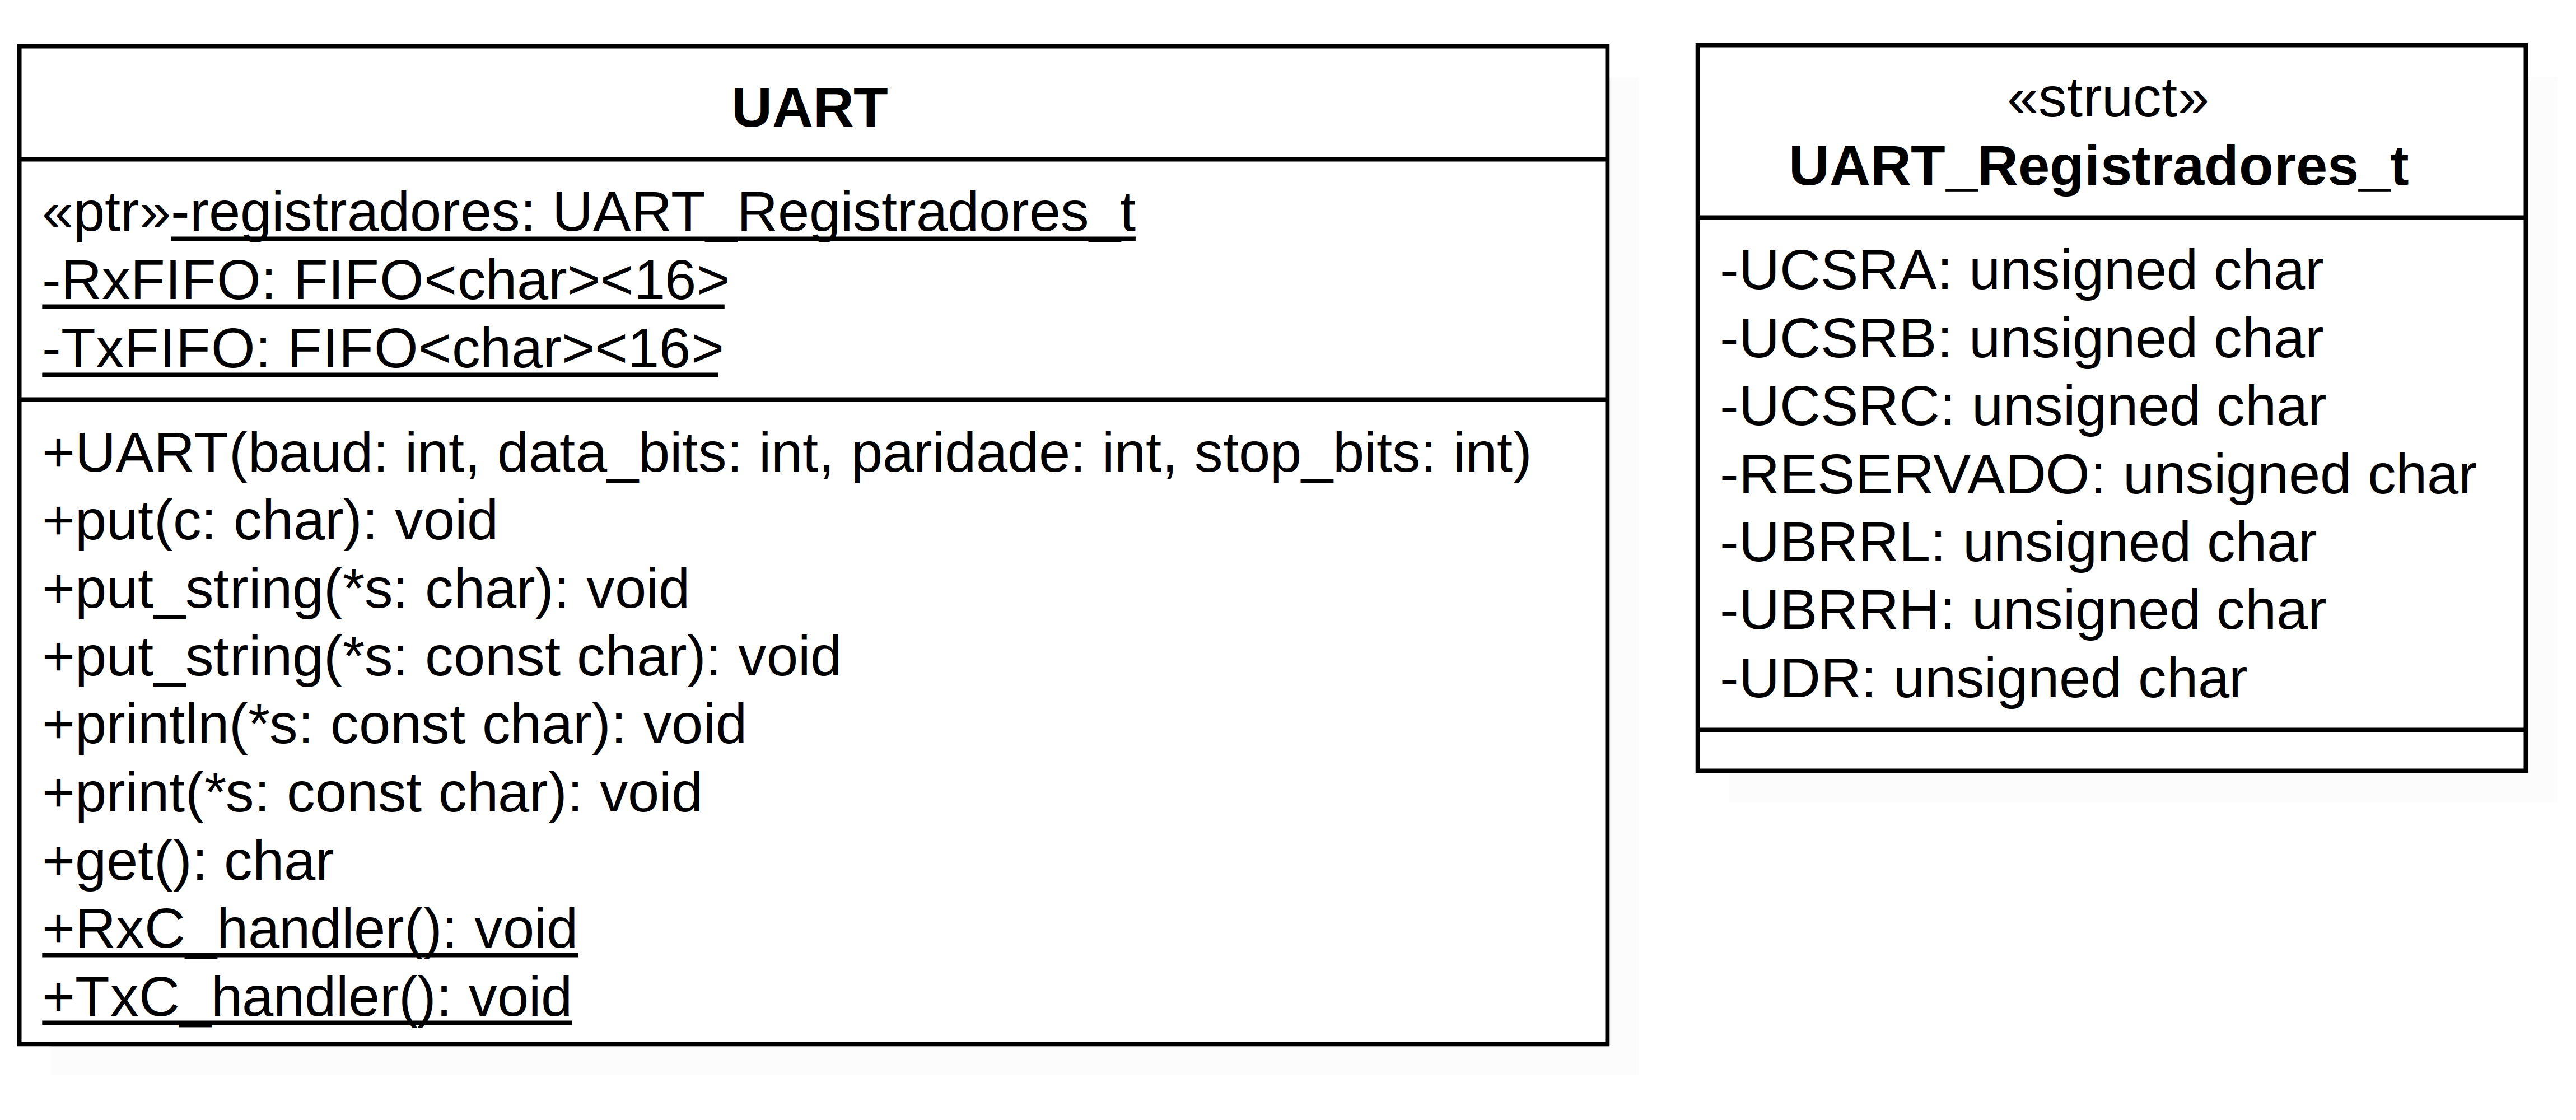 UART
«ptr»-registradores: UART_Registradores_t
-RxFIFO: FIFO<char><16>
-TxFIFO: FIFO<char><16>
+UART(baud: int, data_bits: int, paridade: int, stop_bits: int)
+put(c: char): void
+put_string(*s: char): void
+put_string(*s: const char): void
+println(*s: const char): void
+print(*s: const char): void
+get(): char
+RxC_handler(): void
+TxC_handler(): void
«struct»
UART_Registradores_t
-UCSRA: unsigned char
-UCSRB: unsigned char
-UCSRC: unsigned char
-RESERVADO: unsigned char
-UBRRL: unsigned char
-UBRRH: unsigned char
-UDR: unsigned char